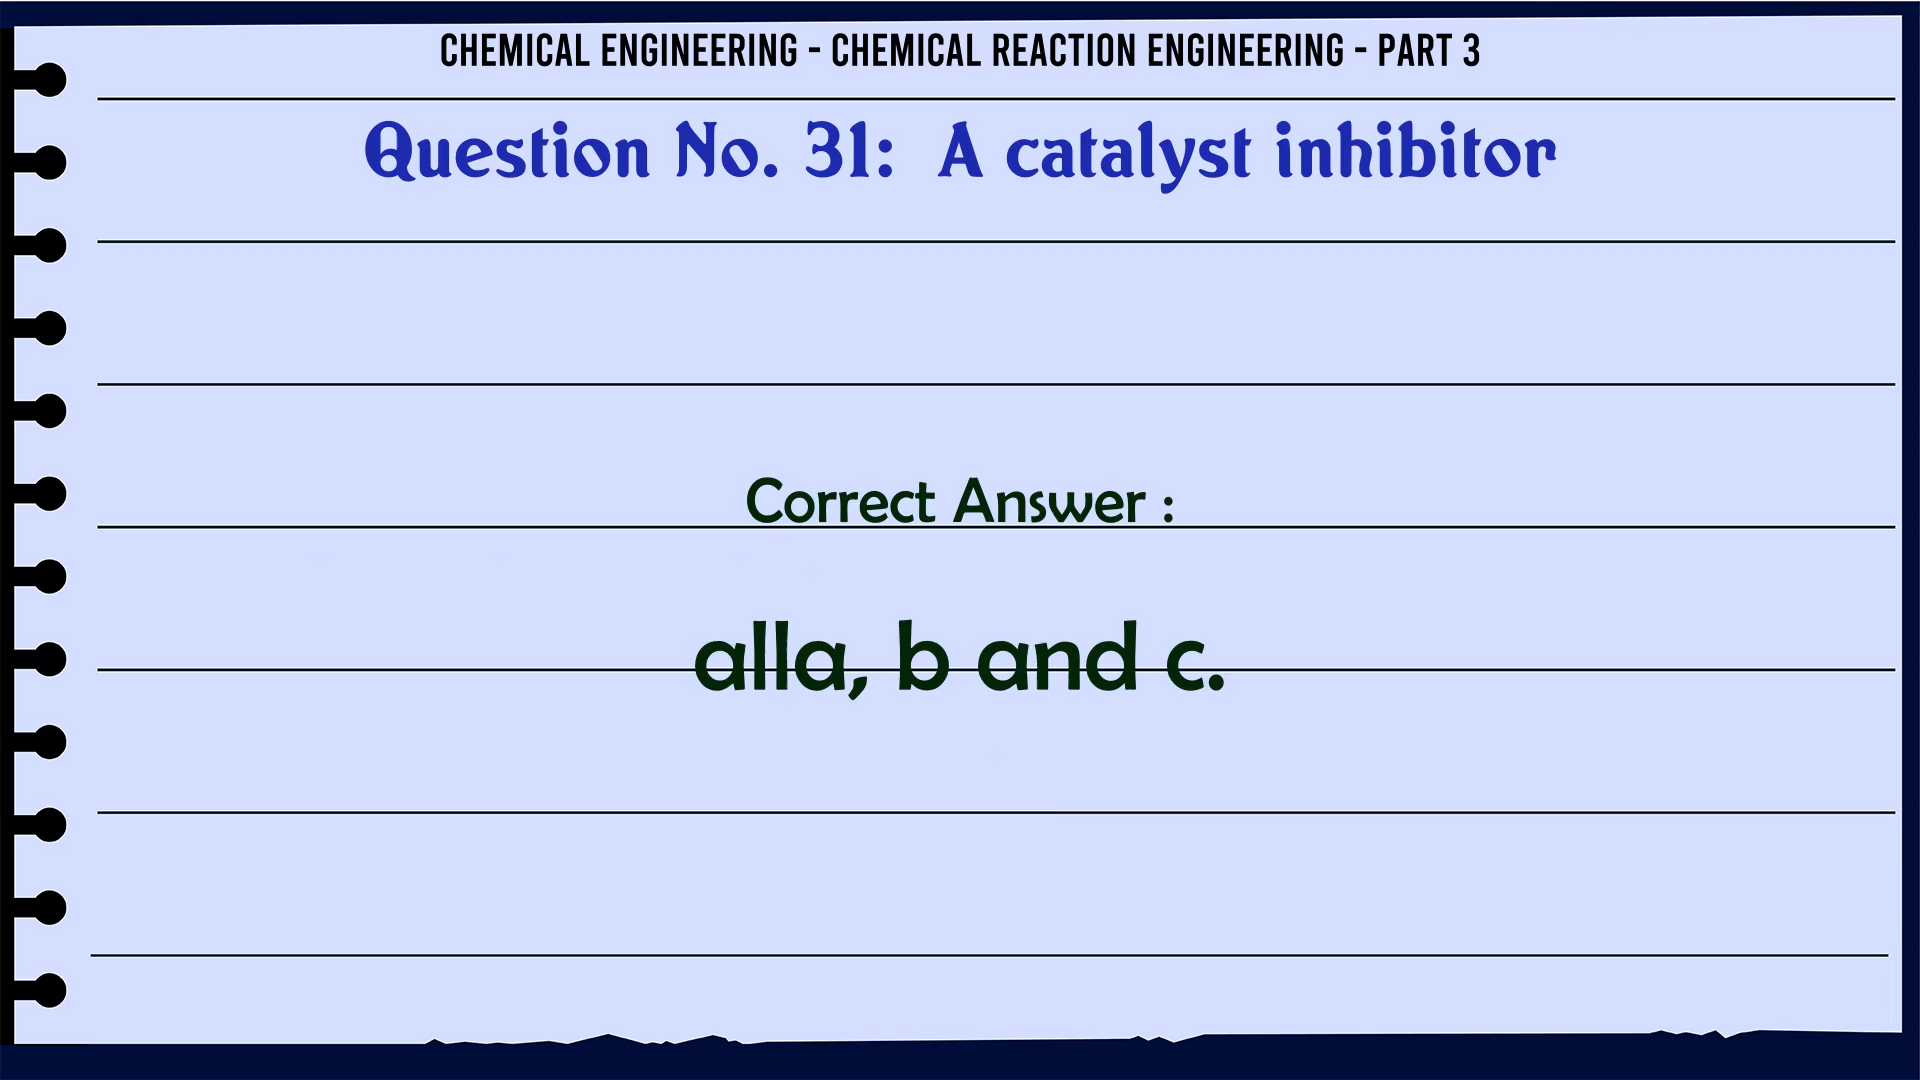 CHEMICAL ENGINEERING - CHEMICAL REACTION ENGINEERING - PART 3
Question No. 31:  A catalyst inhibitor
Correct Answer :
alla, b and c.